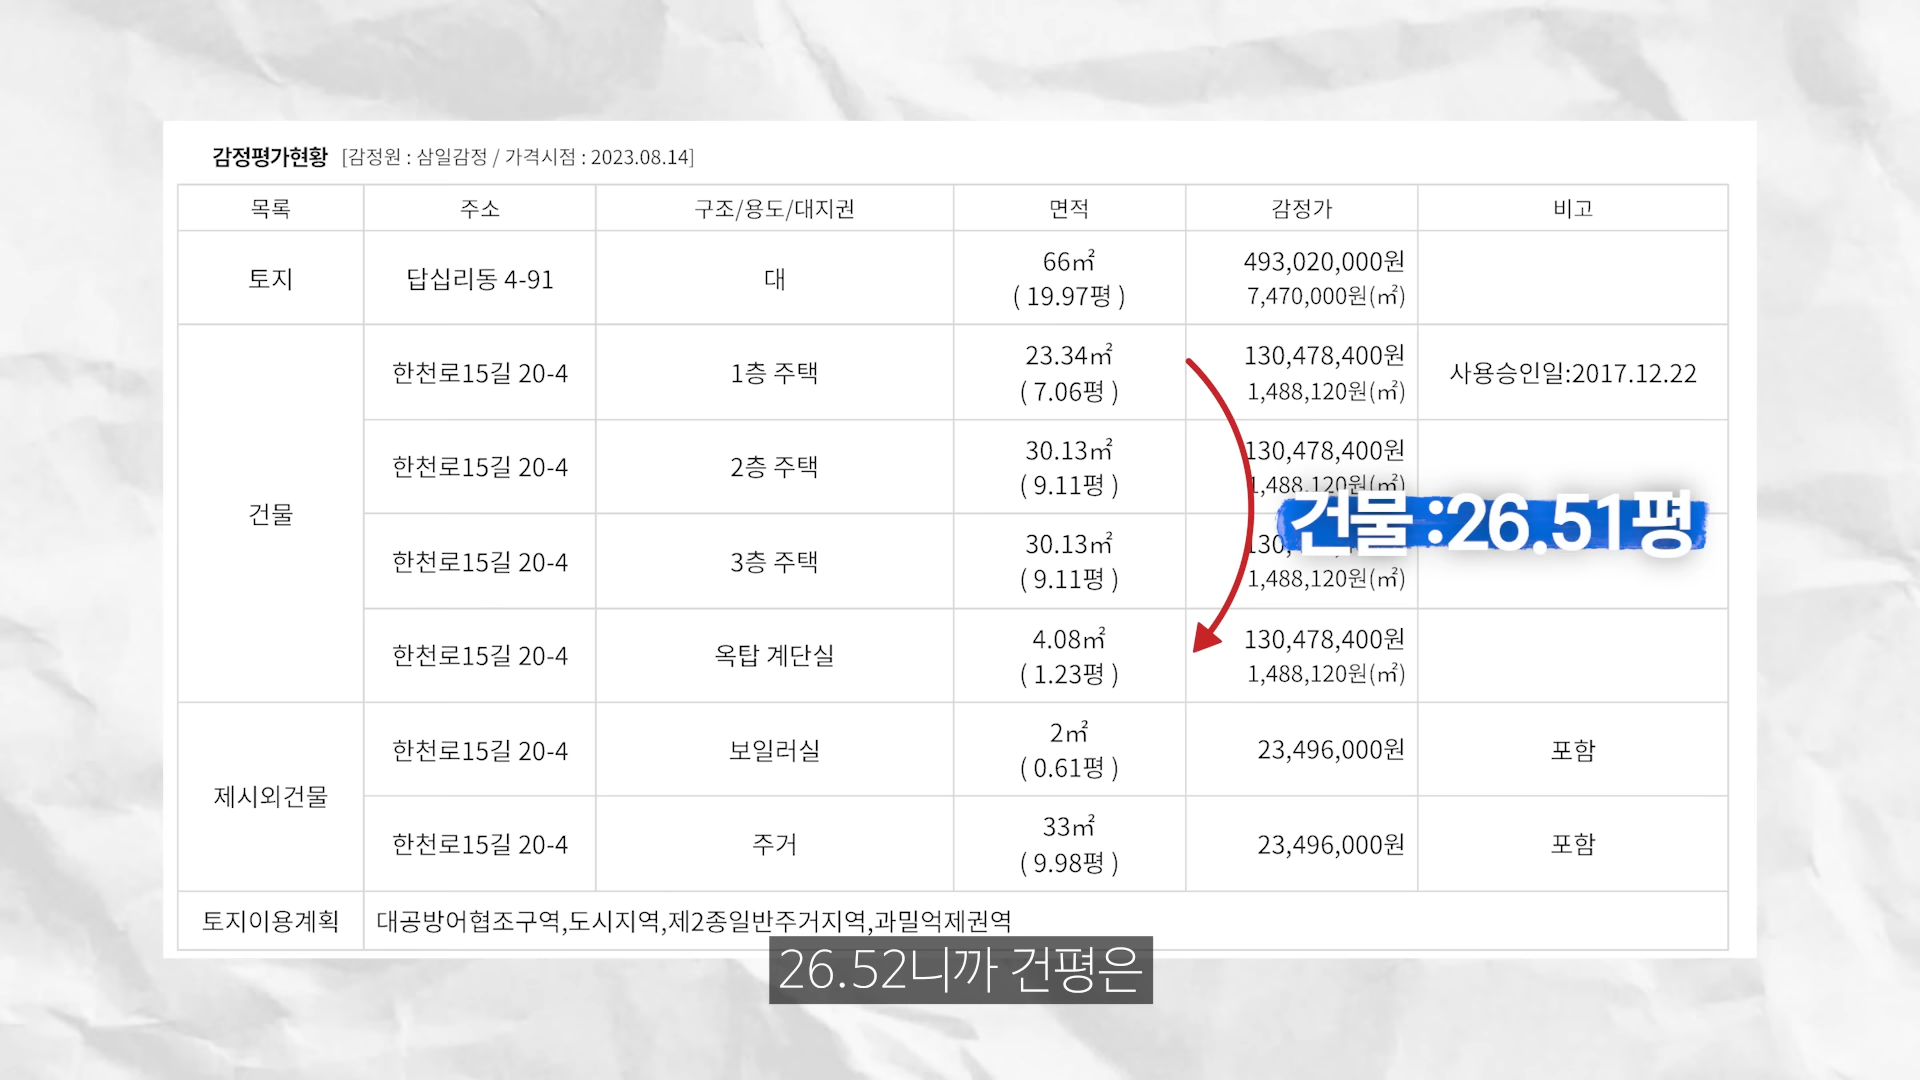 감정평가현황 [감정원 : 삼일감정 / 가격시점 : 2023.08.14]
목록 주소 구조/용도/대지권 면적 감정가 비고
토지 답십리동 4-91 대 66㎡ 493,020,000원
( 19.97평 ) 7,470,000원(㎡)
건물
한천로15길 20-4 1층 주택 23.34㎡ 130,478,400원 사용승인일:2017.12.22
( 7.06평 ) 1,488,120원(㎡)
한천로15길 20-4 2층 주택 30.13㎡ 130,478,400원
( 9.11평 ) 1,488,120원(㎡)
건물 :26.51평
한천로15길 20-4 3층 주택 30.13㎡ 130,
( 9.11평 ) 1,488,120원(㎡)
한천로15길 20-4 옥탑 계단실 4.08㎡ 130,478,400원
( 1.23평 ) 1,488,120원(㎡)
제시외건물
한천로15길 20-4 보일러실 2㎡ 23,496,000원 포함
( 0.61평 )
한천로15길 20-4 주거 33㎡ 23,496,000원 포함
( 9.98평 )
토지이용계획 대공방어협조구역,도시지역,제2종일반주거지역,과밀억제권역
26.52니까 건평은